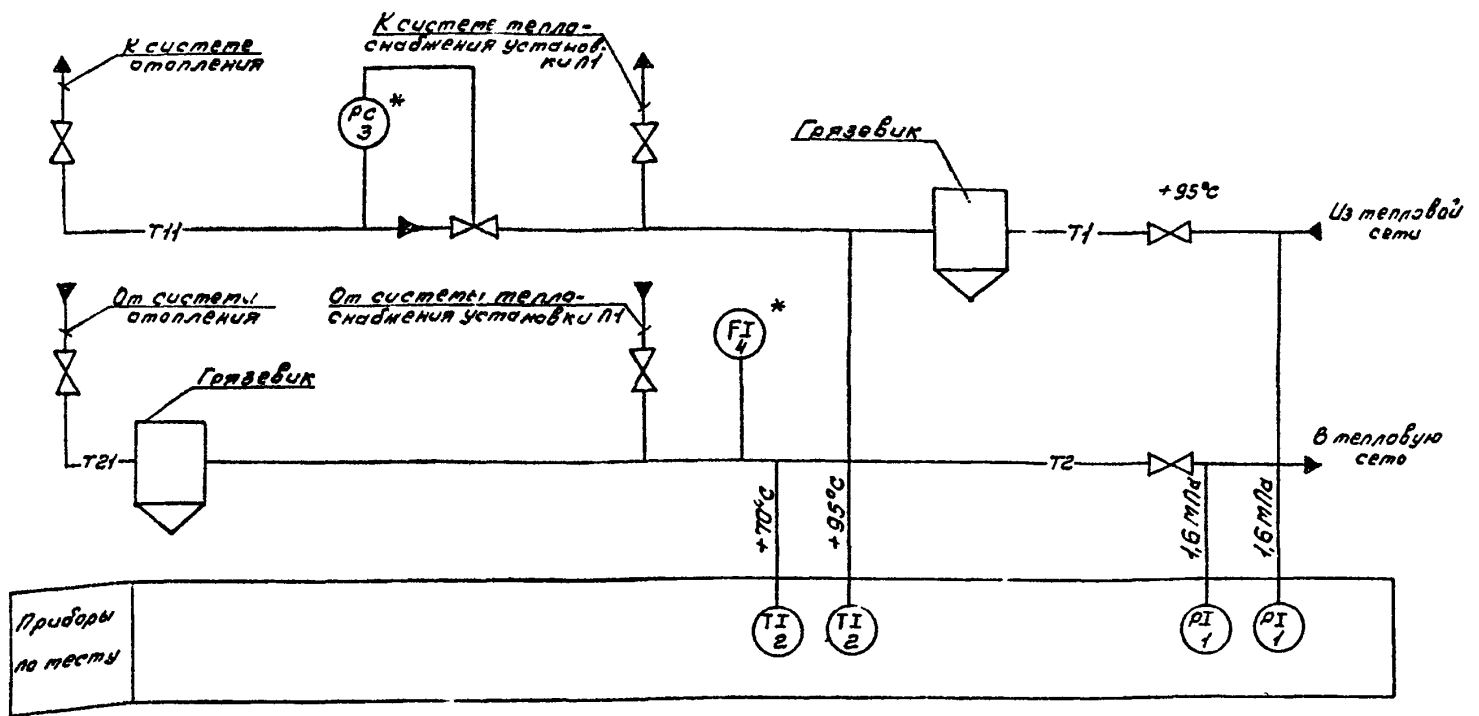 К системе
отопления
К системе тепло-
снабжения установ-
ки П1
PC
3
*
Грязевик
+95°С
Из тепловой
сети
Т11
Т1
От системы
отопления
От системы тепло-
снабжения установки П1
FI
4
*
Грязевик
Т21
Т2
В тепловую
сеть
+70°С
+95°С
1,6 МПа
1,6 МПа
Приборы
по месту
TI
2
TI
2
PI
1
PI
1